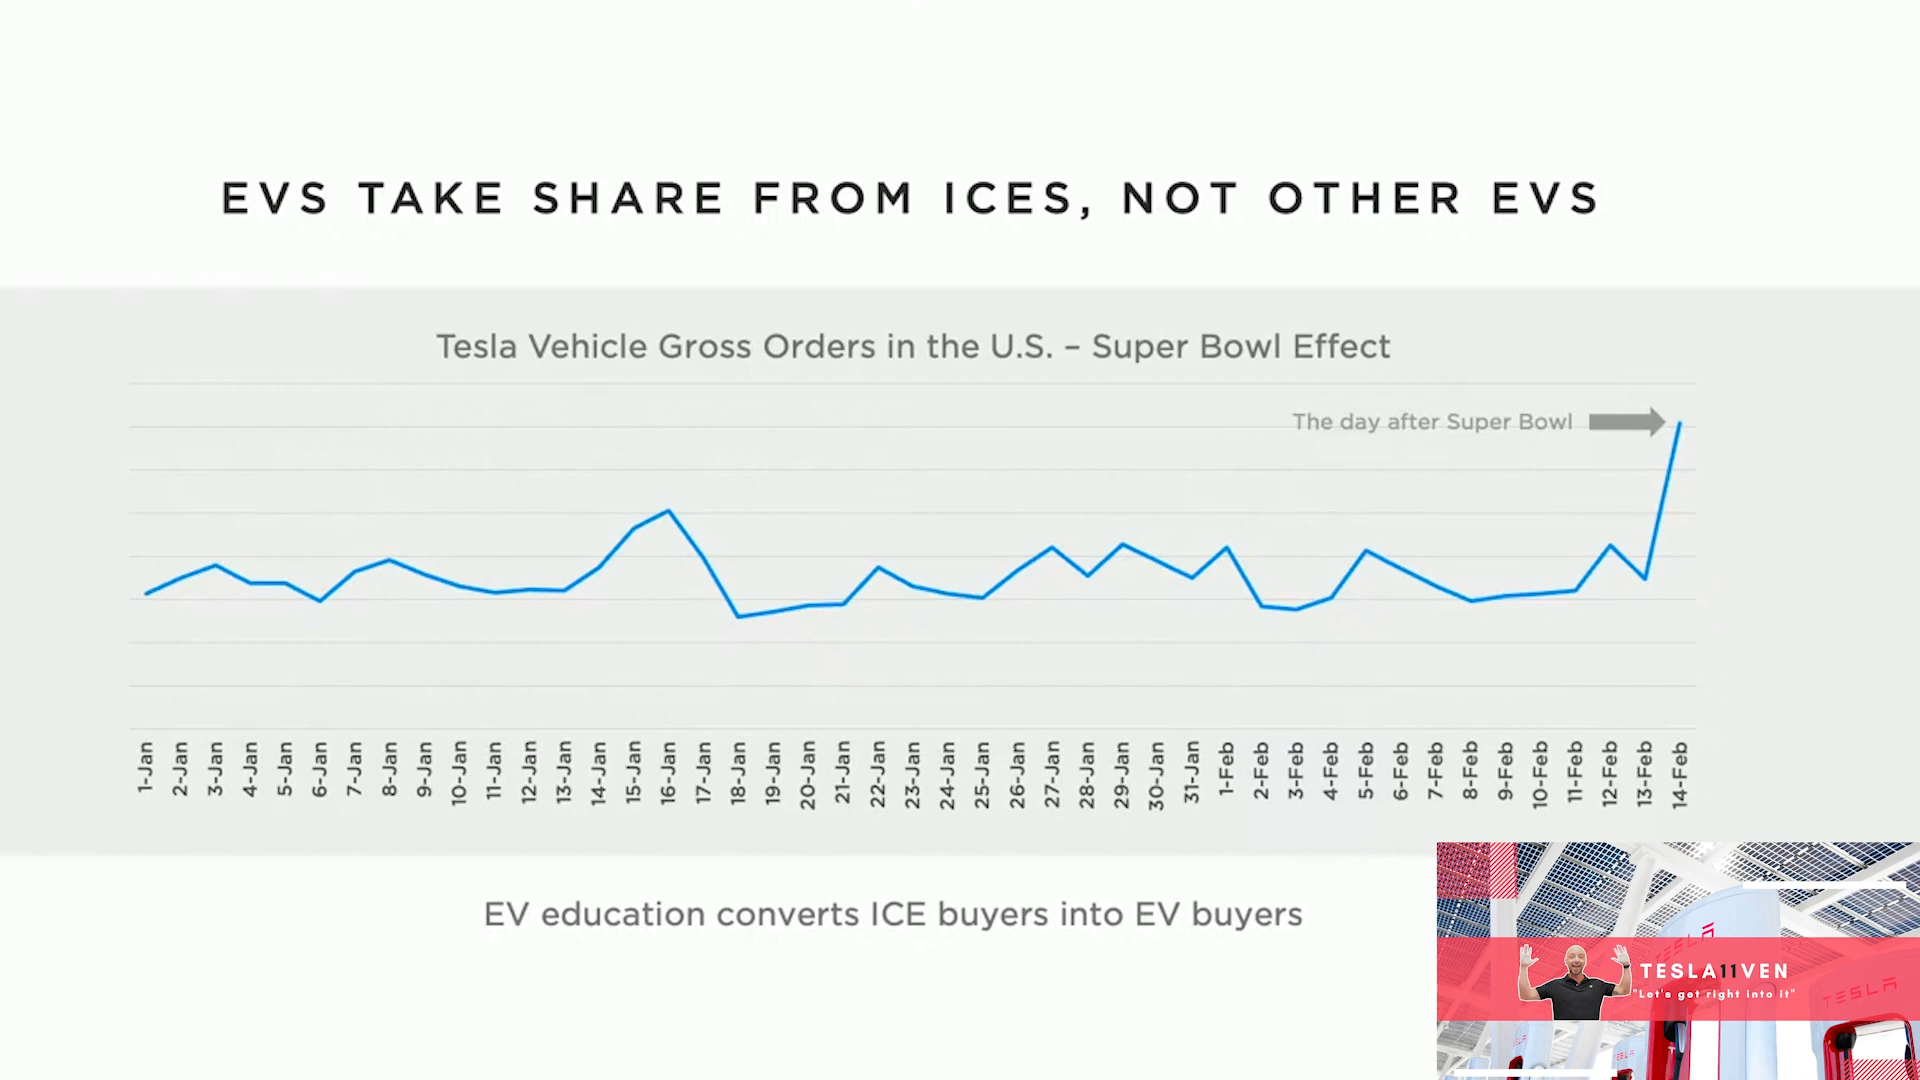 EVS TAKE SHARE FROM ICES, NOT OTHER EVS
Tesla Vehicle Gross Orders in the U.S. – Super Bowl Effect
The day after Super Bowl
1-Jan
2-Jan
3-Jan
4-Jan
5-Jan
6-Jan
7-Jan
8-Jan
9-Jan
10-Jan
11-Jan
12-Jan
13-Jan
14-Jan
15-Jan
16-Jan
17-Jan
18-Jan
19-Jan
20-Jan
21-Jan
22-Jan
23-Jan
24-Jan
25-Jan
26-Jan
27-Jan
28-Jan
29-Jan
30-Jan
31-Jan
1-Feb
2-Feb
3-Feb
4-Feb
5-Feb
6-Feb
7-Feb
8-Feb
9-Feb
10-Feb
11-Feb
12-Feb
13-Feb
14-Feb
EV education converts ICE buyers into EV buyers
TESLA
TESLA11VEN
"Let's get right into it"
TESLA